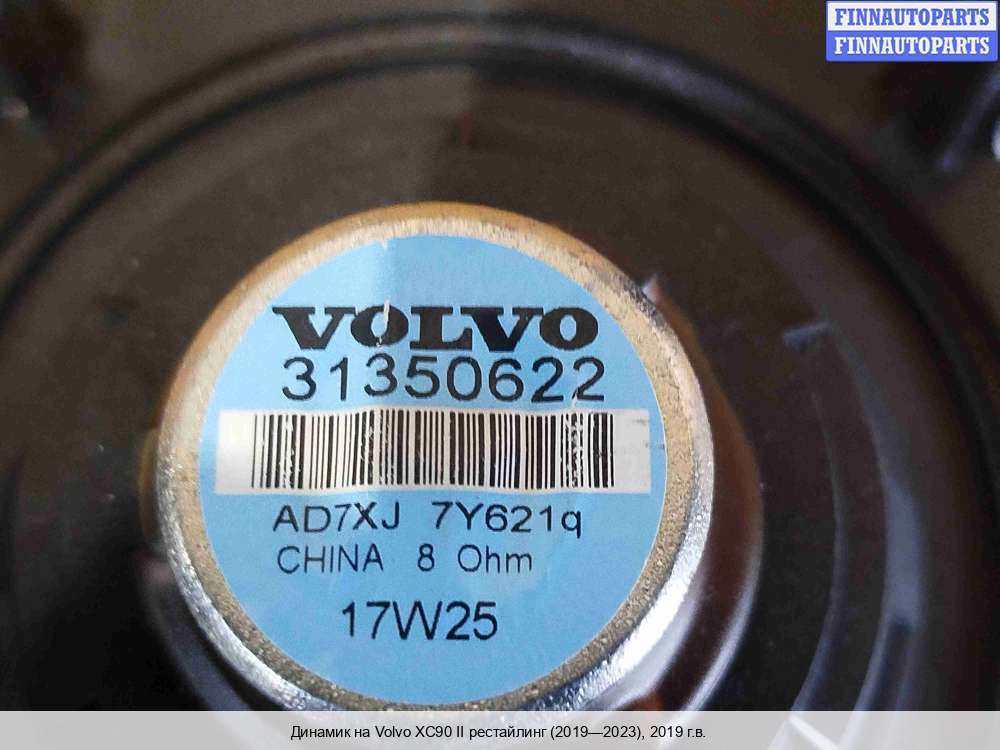 FINNAUTOPARTS
FINNAUTOPARTS
VOLVO
31350622
AD7XJ 7Y621q
CHINA 8 Ohm
17W25
Динамик на Volvo XC90 II рестайлинг (2019—2023), 2019 г.в.